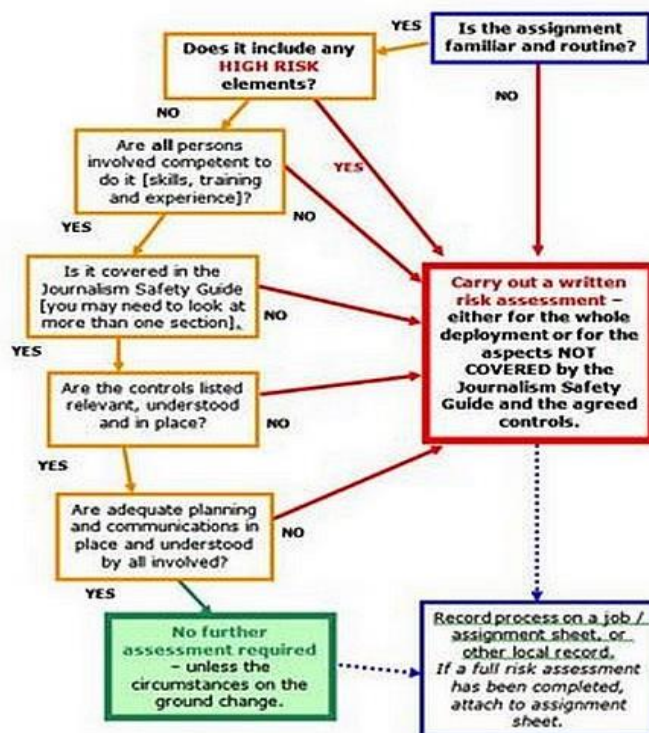 Is the assignment
familiar and routine?
YES
NO
Does it include any
HIGH RISK
elements?
NO
YES
Are all persons
involved competent to
do it [skills, training
and experience]?
YES
NO
Is it covered in the
Journalism Safety Guide
[you may need to look at
more than one section].
YES
NO
Are the controls listed
relevant, understood
and in place?
YES
NO
Are adequate planning
and communications in
place and understood
by all involved?
YES
NO
Carry out a written
risk assessment –
either for the whole
deployment or for the
aspects NOT
COVERED by the
Journalism Safety
Guide and the agreed
controls.
No further
assessment required
– unless the
circumstances on the
ground change.
Record process on a job /
assignment sheet, or
other local record.
If a full risk assessment
has been completed,
attach to assignment
sheet.